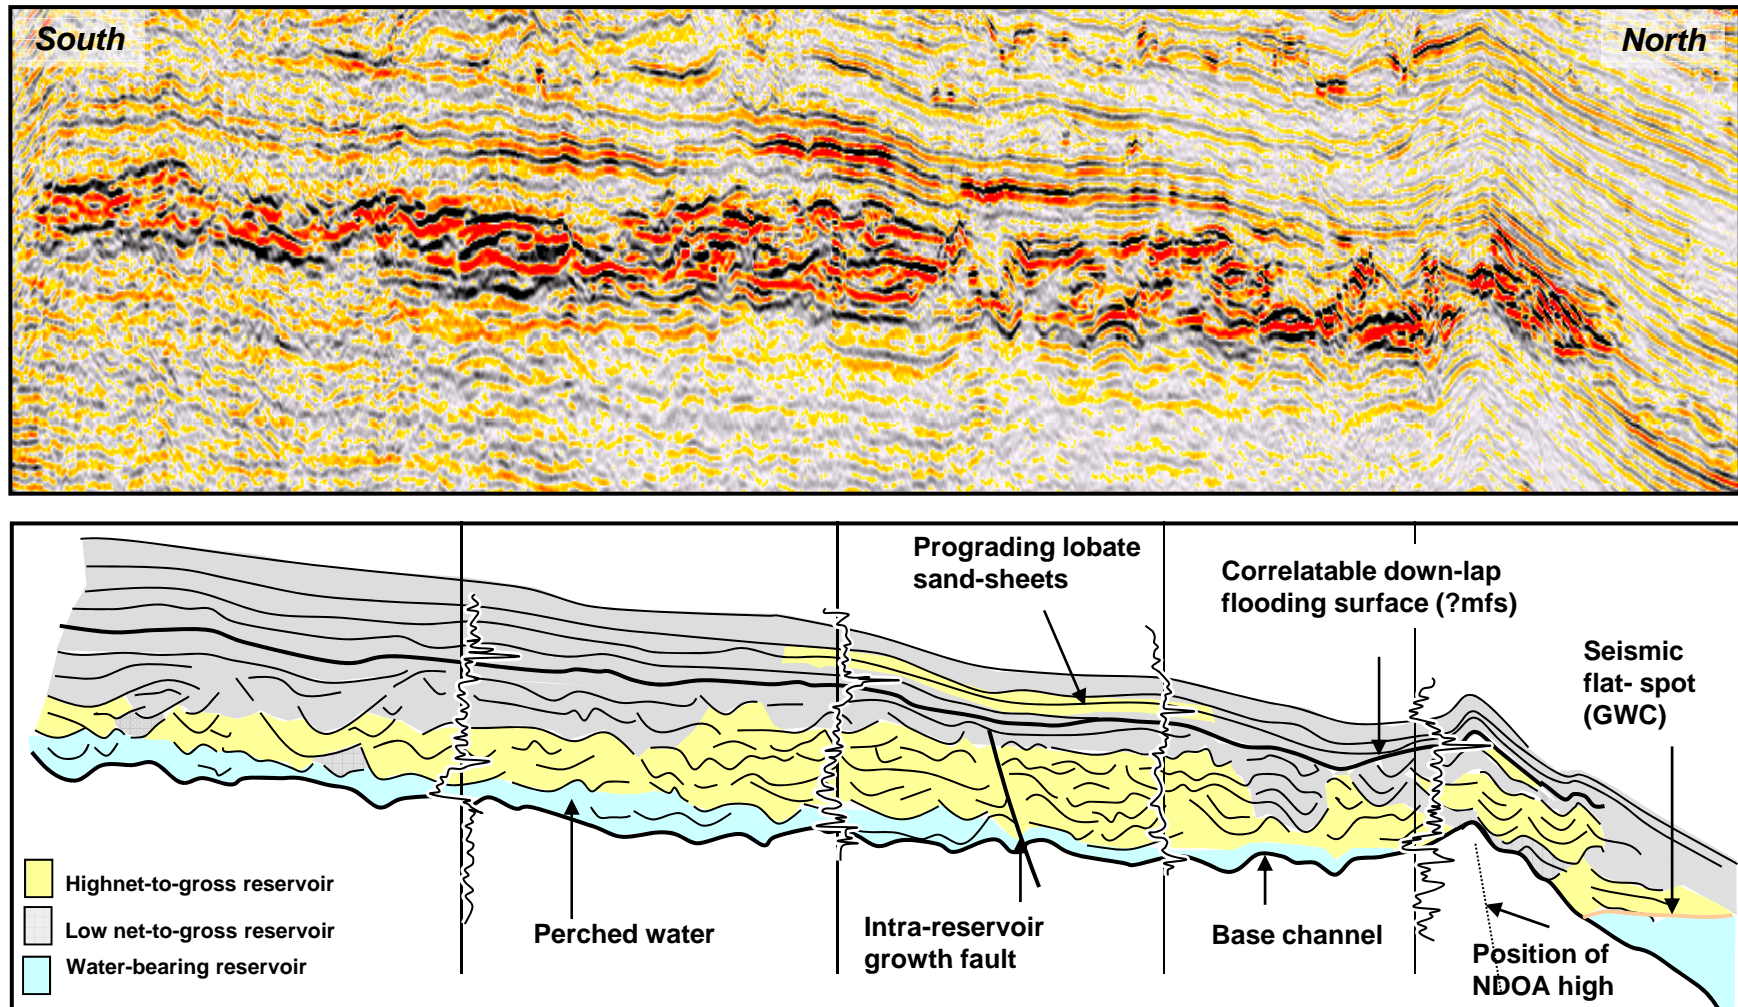 South
North
Prograding lobate
sand-sheets
Correlatable down-lap
flooding surface (?mfs)
Seismic
flat- spot
(GWC)
Highnet-to-gross reservoir
Low net-to-gross reservoir
Water-bearing reservoir
Perched water
Intra-reservoir
growth fault
Base channel
Position of
NDOA high